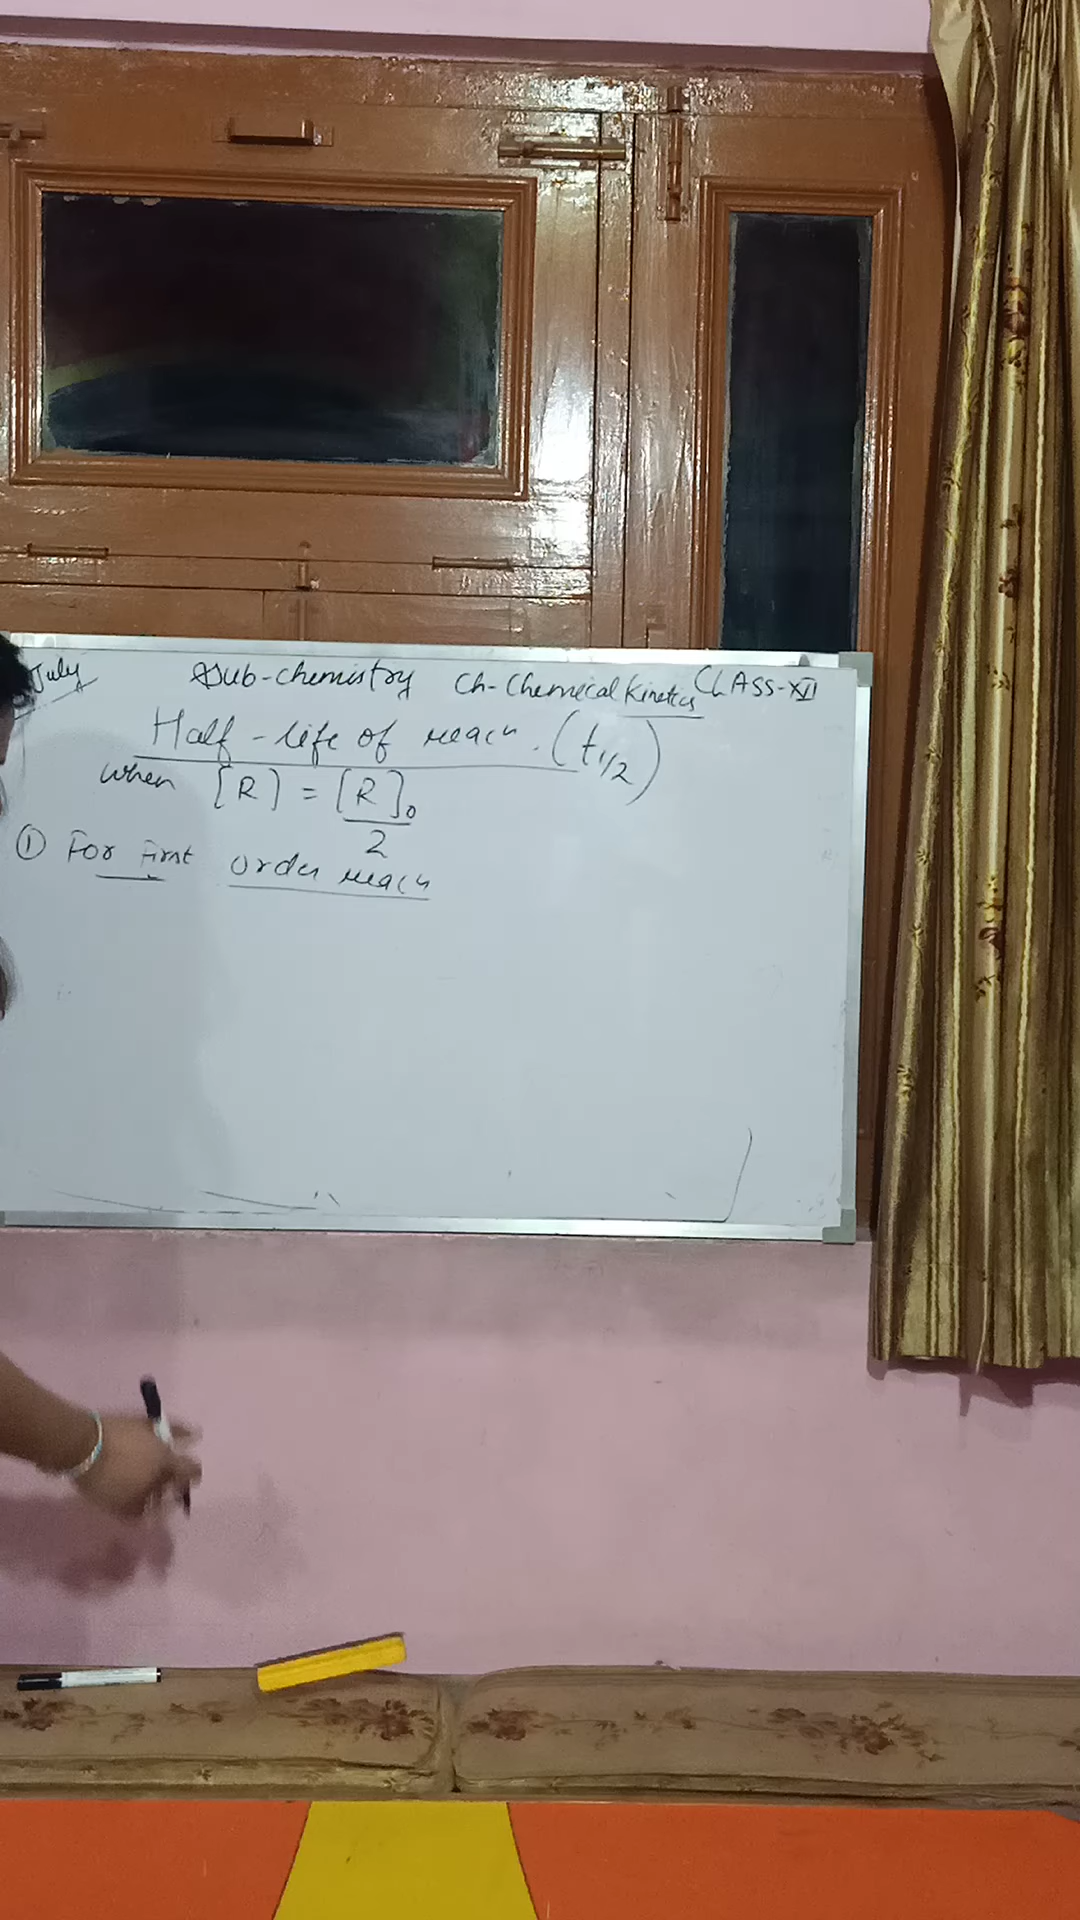 July Sub-chemistry Ch-Chemical Kinetics CLASS-XII
Half-life of reacn. (t1/2)
when [R] = [R]0
2
① For First order reacn